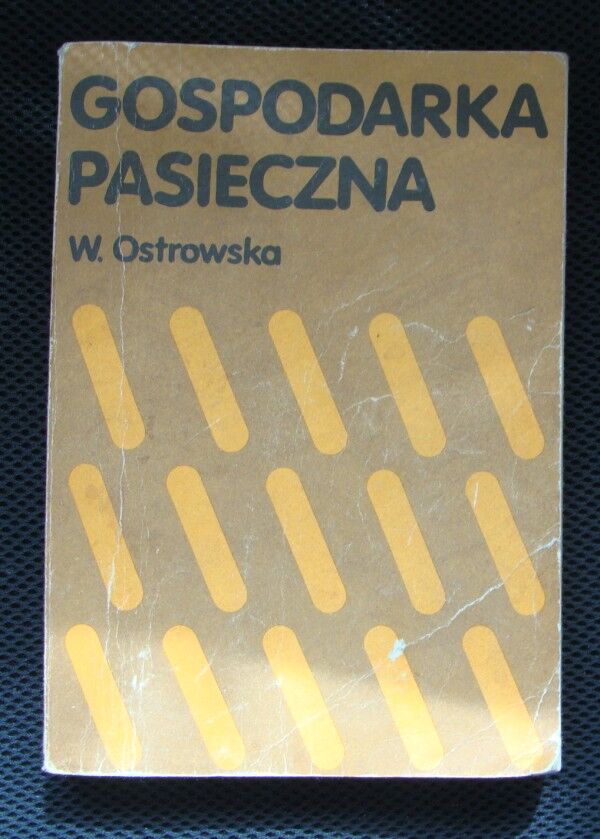 GOSPODARKA
PASIECZNA
W. Ostrowska